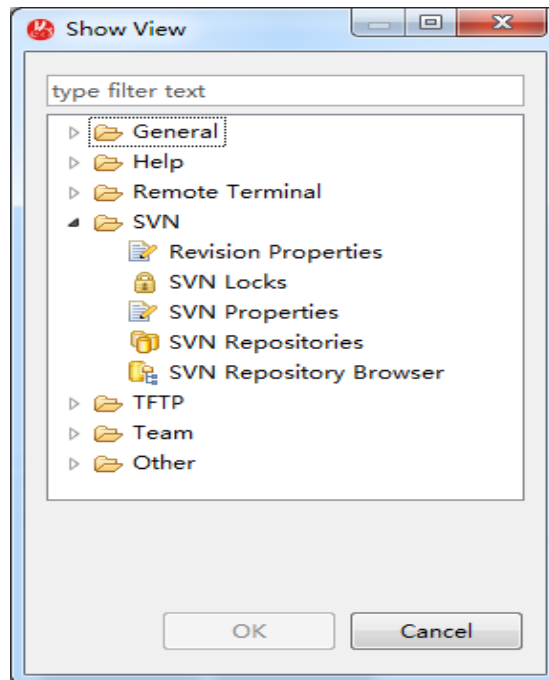 Show View
type filter text
General
Help
Remote Terminal
SVN
Revision Properties
SVN Locks
SVN Properties
SVN Repositories
SVN Repository Browser
TFTP
Team
Other
OK
Cancel